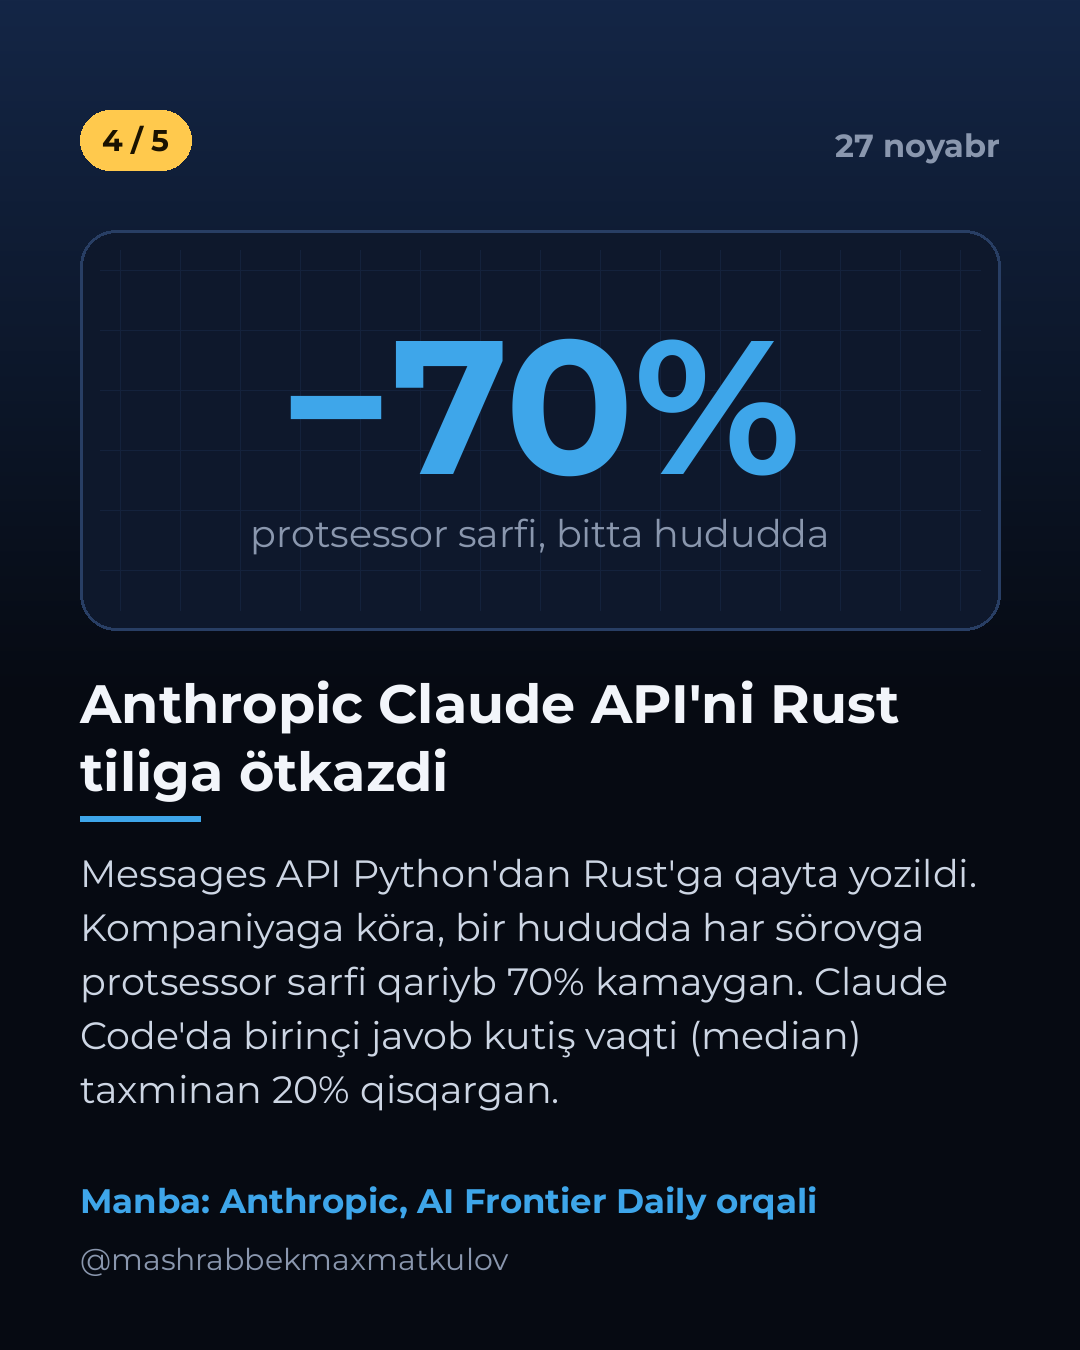 4 / 5
27 noyabr
−70%
protsessor sarfi, bitta hududda
Anthropic Claude API'ni Rust
tiliga ötkazdi
Messages API Python'dan Rust'ga qayta yozildi.
Kompaniyaga köra, bir hududda har sörovga
protsessor sarfi qariyb 70% kamaygan. Claude
Code'da birinçi javob kutiş vaqti (median)
taxminan 20% qisqargan.
Manba: Anthropic, AI Frontier Daily orqali
@mashrabbekmaxmatkulov